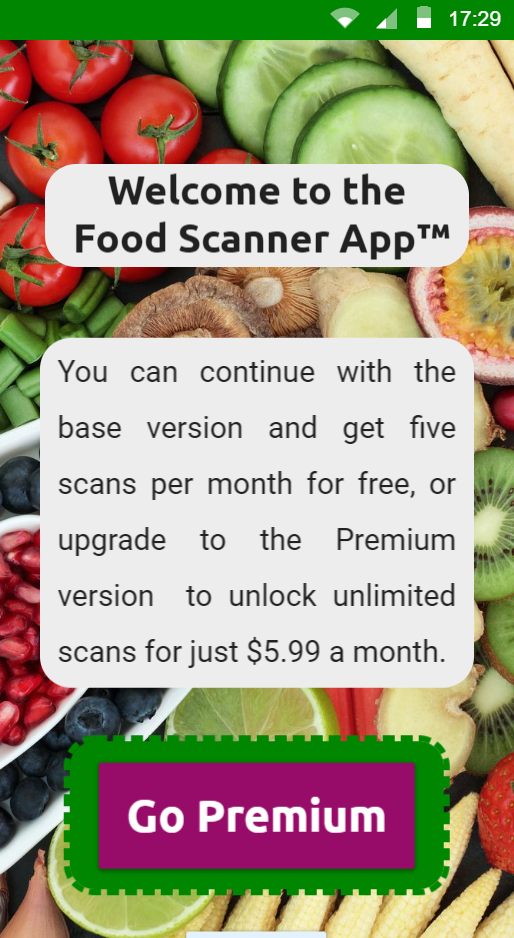 17:29
Welcome to the
Food Scanner App™
You can continue with the
base version and get five
scans per month for free, or
upgrade to the Premium
version to unlock unlimited
scans for just $5.99 a month.
Go Premium